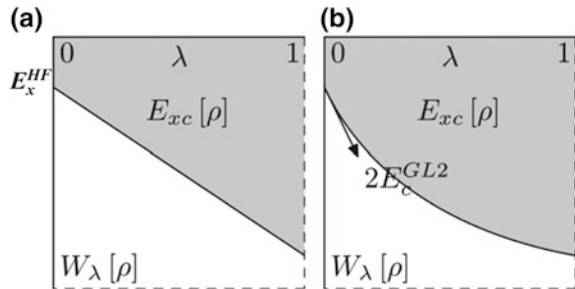 (a)
0 λ 1
E_x^{HF}
E_{xc} [ρ]
W_λ [ρ]
(b)
0 λ 1
E_{xc} [ρ]
2E_c^{GL2}
W_λ [ρ]